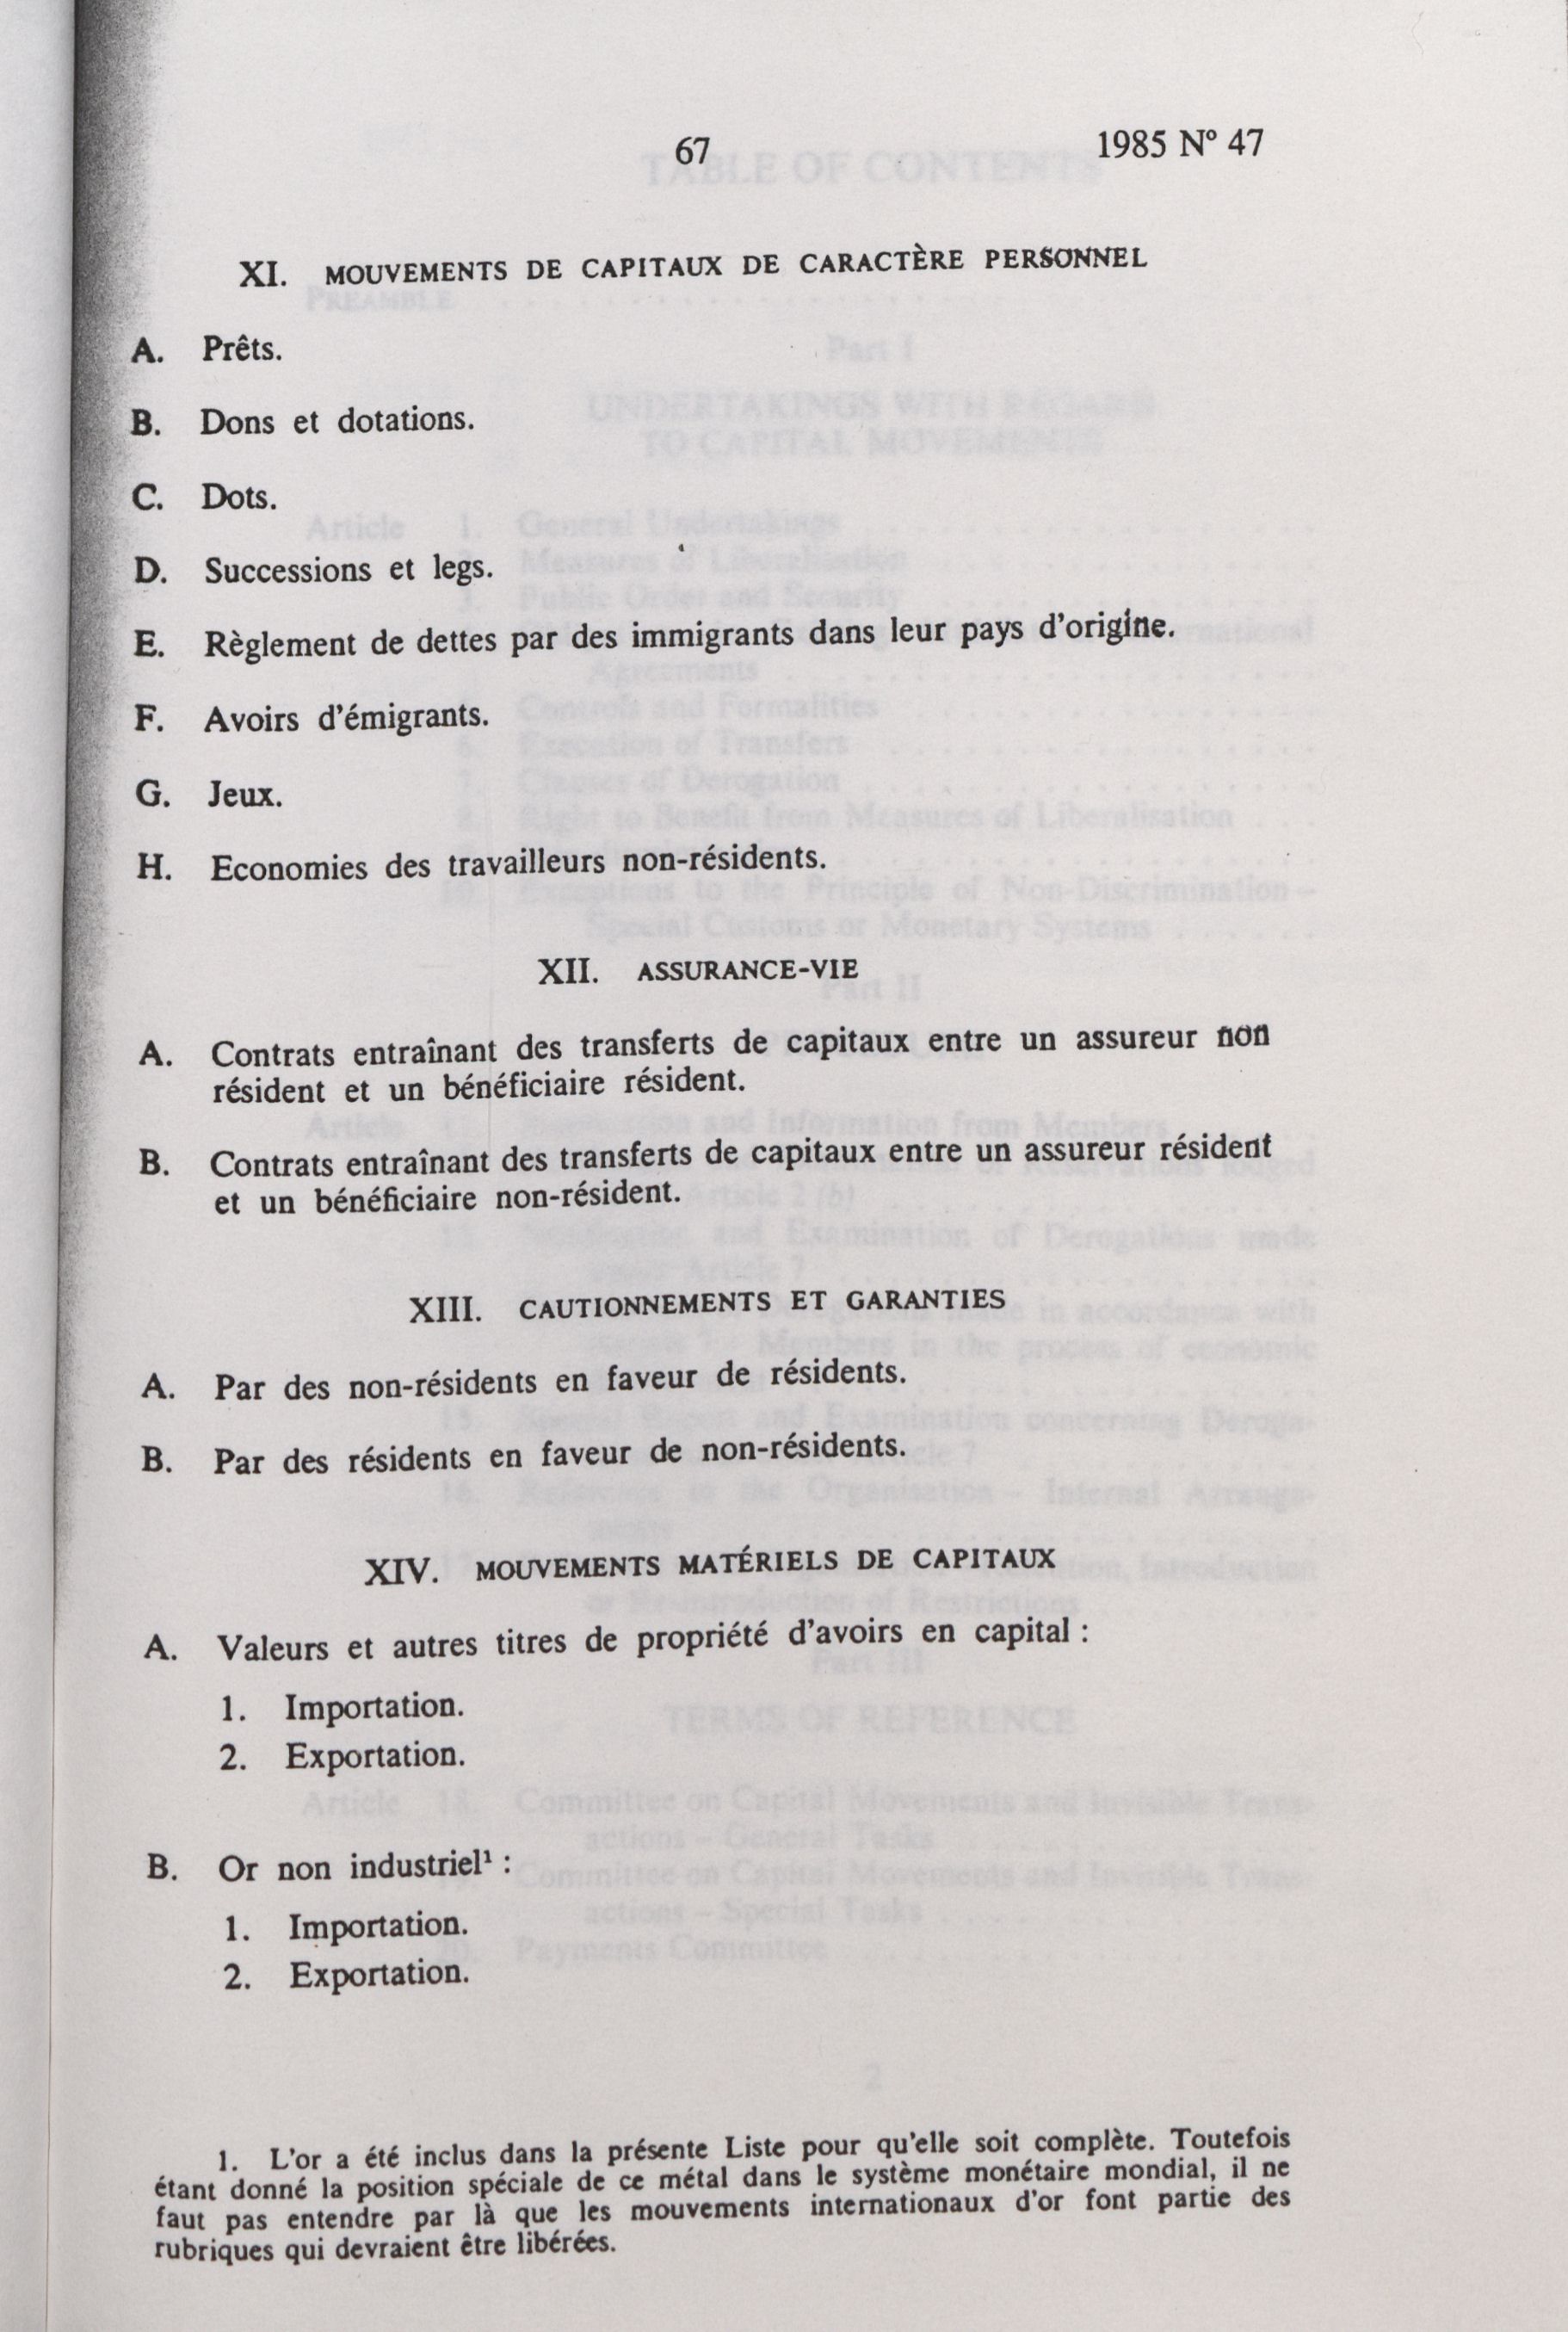 67
1985 Nº 47
XI. MOUVEMENTS DE CAPITAUX DE CARACTÈRE PERSONNEL
A. Prêts.
B. Dons et dotations.
C. Dots.
D. Successions et legs.
E. Règlement de dettes par des immigrants dans leur pays d'origine.
F. Avoirs d'émigrants.
G. Jeux.
H. Economies des travailleurs non-résidents.
XII. ASSURANCE-VIE
A. Contrats entraînant des transferts de capitaux entre un assureur non
résident et un bénéficiaire résident.
B. Contrats entraînant des transferts de capitaux entre un assureur résident
et un bénéficiaire non-résident.
XIII. CAUTIONNEMENTS ET GARANTIES
A. Par des non-résidents en faveur de résidents.
B. Par des résidents en faveur de non-résidents.
XIV. MOUVEMENTS MATÉRIELS DE CAPITAUX
A. Valeurs et autres titres de propriété d'avoirs en capital :
1. Importation.
2. Exportation.
B. Or non industriel¹ :
1. Importation.
2. Exportation.
1. L'or a été inclus dans la présente Liste pour qu'elle soit complète. Toutefois
étant donné la position spéciale de ce métal dans le système monétaire mondial, il ne
faut pas entendre par là que les mouvements internationaux d'or font partie des
rubriques qui devraient être libérées.